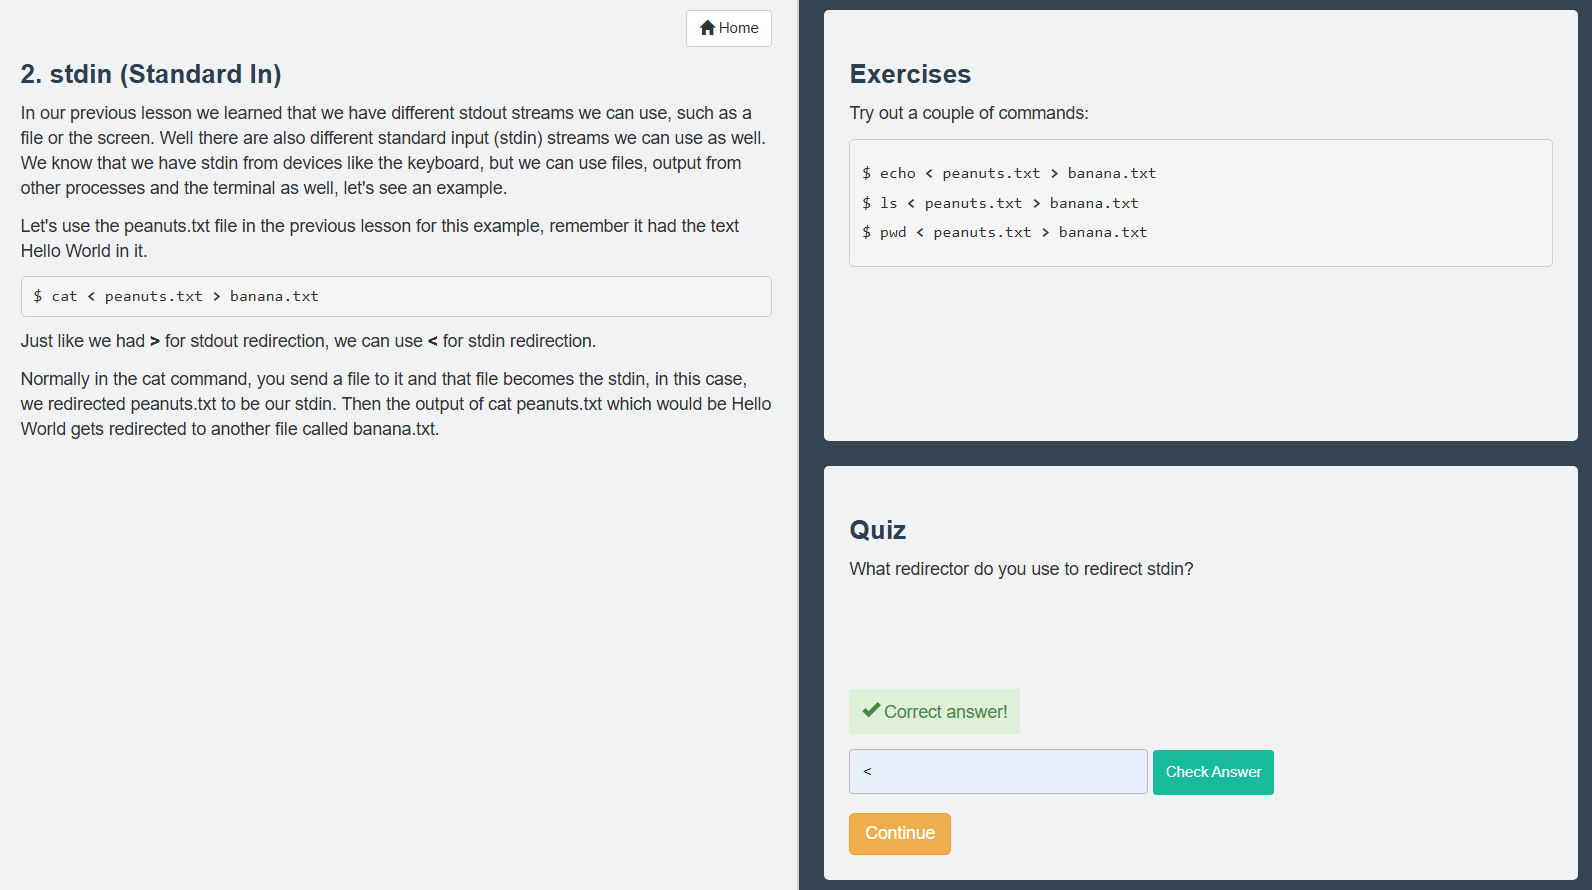 Home
2. stdin (Standard In)
In our previous lesson we learned that we have different stdout streams we can use, such as a
file or the screen. Well there are also different standard input (stdin) streams we can use as well.
We know that we have stdin from devices like the keyboard, but we can use files, output from
other processes and the terminal as well, let's see an example.
Let's use the peanuts.txt file in the previous lesson for this example, remember it had the text
Hello World in it.
$ cat < peanuts.txt > banana.txt
Just like we had > for stdout redirection, we can use < for stdin redirection.
Normally in the cat command, you send a file to it and that file becomes the stdin, in this case,
we redirected peanuts.txt to be our stdin. Then the output of cat peanuts.txt which would be Hello
World gets redirected to another file called banana.txt.
Exercises
Try out a couple of commands:
$ echo < peanuts.txt > banana.txt
$ ls < peanuts.txt > banana.txt
$ pwd < peanuts.txt > banana.txt
Quiz
What redirector do you use to redirect stdin?
Correct answer!
<
Check Answer
Continue